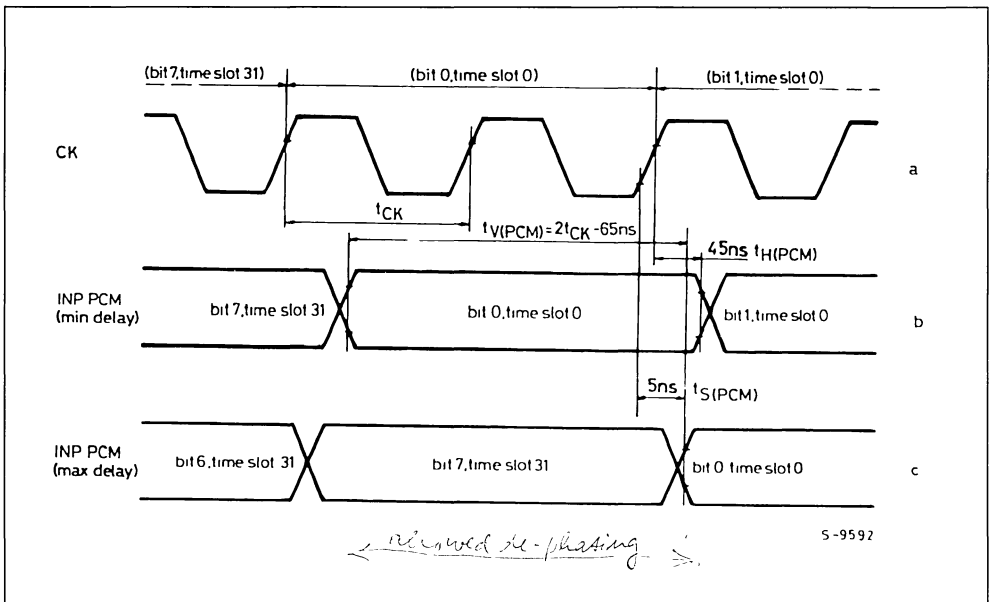 (bit 7, time slot 31) (bit 0, time slot 0) (bit 1, time slot 0)
CK a
tCK
tV(PCM) = 2tCK -65ns
45ns tH(PCM)
INP PCM
(min delay) bit 7, time slot 31 bit 0, time slot 0 bit 1, time slot 0 b
5ns tS(PCM)
INP PCM
(max delay) bit 6, time slot 31 bit 7, time slot 31 bit 0 time slot 0 c
S-9592
de-phasing